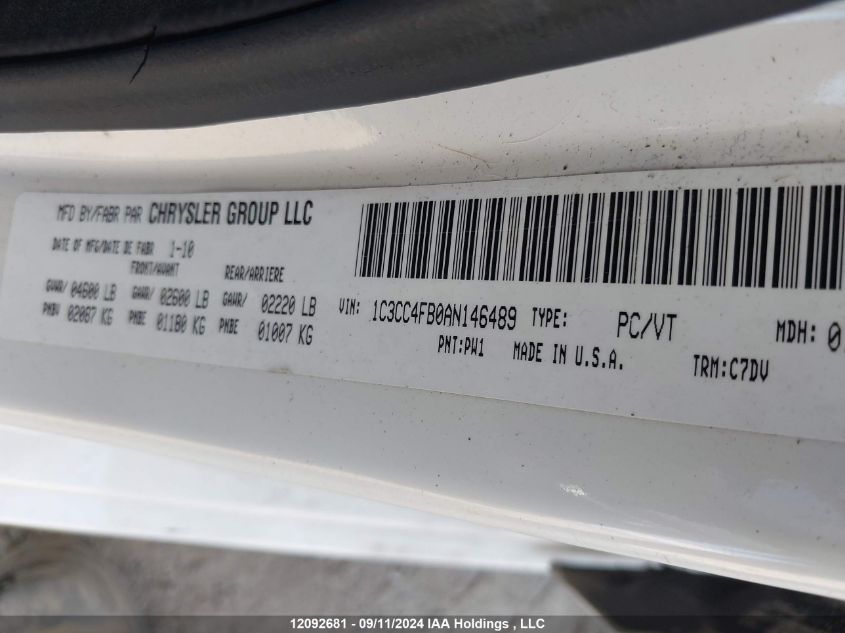 MFD BY/FABR PAR CHRYSLER GROUP LLC
DATE OF MFG/DATE DE FABR 1-10
FRONT/AVANT REAR/ARRIERE
GVWR/ 04600 LB GAWR/ 02600 LB GAWR/ 02220 LB
PNBV 02087 KG PNBE 01180 KG PNBE 01007 KG
VIN: 1C3CC4FB0AN146489 TYPE: PC/VT MDH: 0
PNT:PW1 MADE IN U.S.A. TRM:C7DV
12092681 - 09/11/2024 IAA Holdings , LLC